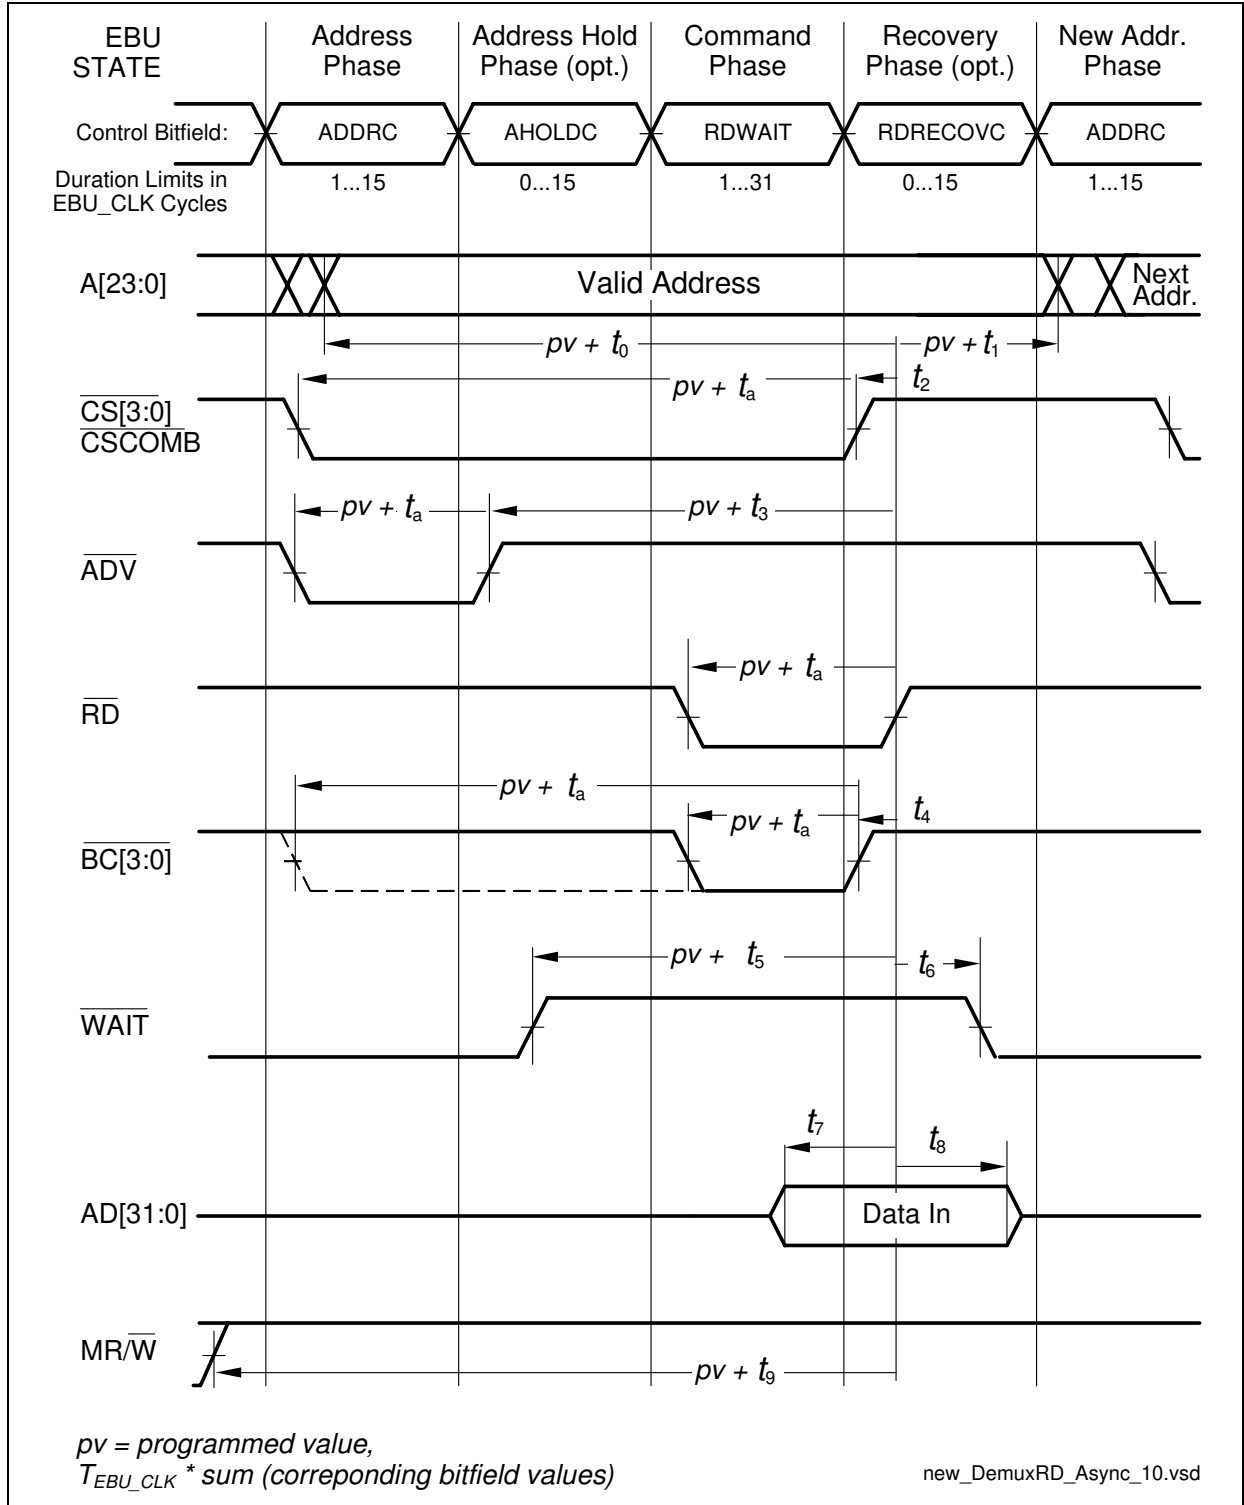 EBU STATE
Address Phase
Address Hold Phase (opt.)
Command Phase
Recovery Phase (opt.)
New Addr. Phase
Control Bitfield:
ADDRC
AHOLDC
RDWAIT
RDRECOVC
ADDRC
Duration Limits in EBU_CLK Cycles
1...15
0...15
1...31
0...15
1...15
A[23:0]
Valid Address
Next Addr.
pv + t0
pv + t1
pv + ta
t2
CS[3:0]
CSCOMB
pv + ta
pv + t3
ADV
pv + ta
RD
pv + ta
pv + ta
t4
BC[3:0]
pv + t5
t6
WAIT
t7
t8
AD[31:0]
Data In
MR/W
pv + t9
pv = programmed value,
TEBU_CLK * sum (correponding bitfield values)
new_DemuxRD_Async_10.vsd